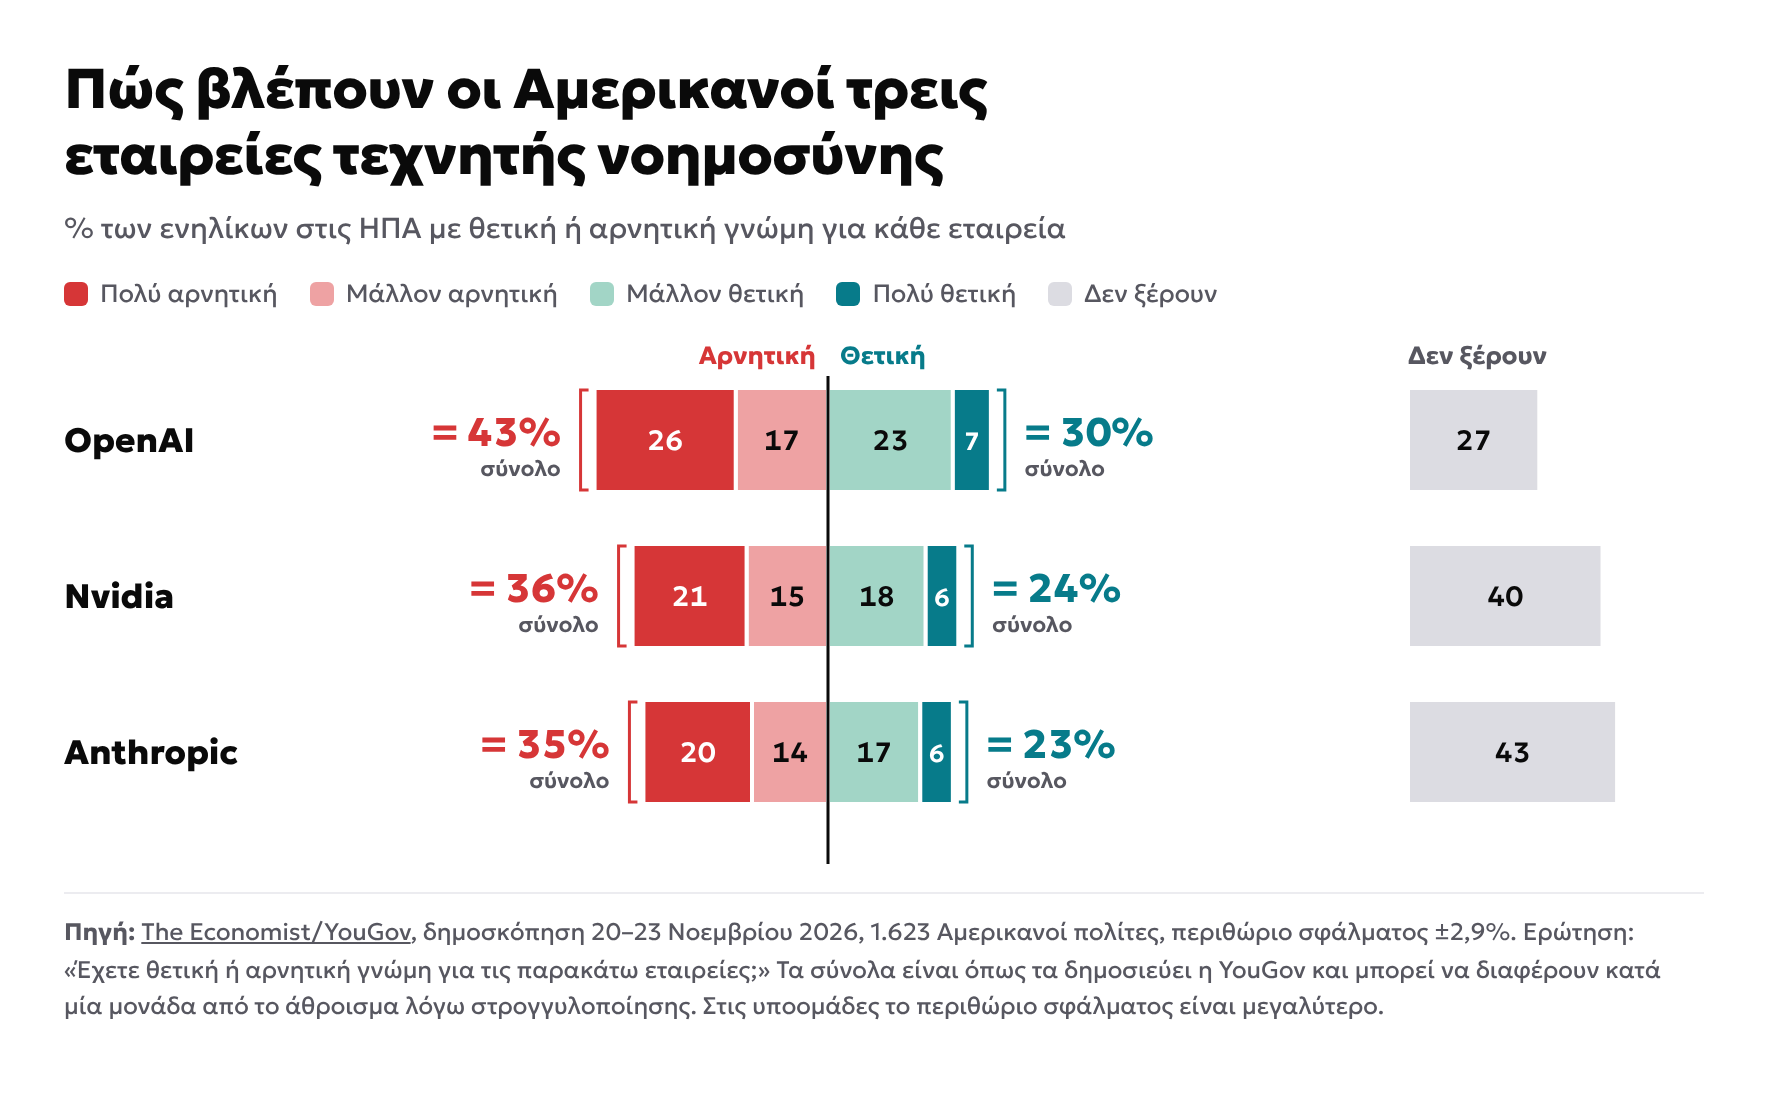 Πώς βλέπουν οι Αμερικανοί τρεις
εταιρείες τεχνητής νοημοσύνης
% των ενηλίκων στις ΗΠΑ με θετική ή αρνητική γνώμη για κάθε εταιρεία
Πολύ αρνητική Μάλλον αρνητική Μάλλον θετική Πολύ θετική Δεν ξέρουν
Αρνητική Θετική Δεν ξέρουν
OpenAI = 43% σύνολο 26 17 23 7 = 30% σύνολο 27
Nvidia = 36% σύνολο 21 15 18 6 = 24% σύνολο 40
Anthropic = 35% σύνολο 20 14 17 6 = 23% σύνολο 43
Πηγή: The Economist/YouGov, δημοσκόπηση 20–23 Νοεμβρίου 2026, 1.623 Αμερικανοί πολίτες, περιθώριο σφάλματος ±2,9%. Ερώτηση:
«Έχετε θετική ή αρνητική γνώμη για τις παρακάτω εταιρείες;» Τα σύνολα είναι όπως τα δημοσιεύει η YouGov και μπορεί να διαφέρουν κατά
μία μονάδα από το άθροισμα λόγω στρογγυλοποίησης. Στις υποομάδες το περιθώριο σφάλματος είναι μεγαλύτερο.